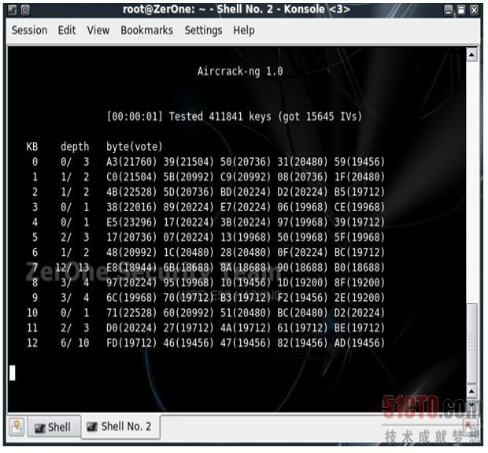 root@ZerOne: ~ - Shell No. 2 - Konsole <3>
Session Edit View Bookmarks Settings Help
Aircrack-ng 1.0
[00:00:01] Tested 411841 keys (got 15645 IVs)
KB depth byte(vote)
0 0/ 3 A3(21760) 39(21504) 50(20736) 31(20480) 59(19456)
1 1/ 2 C0(21504) 5B(20992) C9(20992) 08(20736) 1F(20480)
2 1/ 2 4B(22528) 5D(20736) BD(20224) D2(20224) B5(19712)
3 0/ 1 38(22016) 89(20224) E7(20224) 06(19968) CE(19968)
4 0/ 1 E5(23296) 17(20224) 3B(20224) 97(19968) 39(19712)
5 2/ 3 17(20736) 07(20224) 13(19968) 50(19968) 5F(19968)
6 1/ 2 48(20992) 1C(20480) 28(20480) 0F(20224) BC(19712)
7 12/ 13 E8(18944) 6D(18688) 8A(18688) 90(18688) B0(18688)
8 3/ 4 97(20224) 95(19968) 1D(19456) 1D(19200) 8F(19200)
9 3/ 4 6C(19968) 70(19712) B3(19712) F2(19456) 2E(19200)
10 0/ 1 71(22528) 60(20992) 51(20480) BC(20480) D2(20224)
11 2/ 3 D0(20224) 27(19712) 4A(19712) 61(19712) BE(19712)
12 6/ 10 FD(19712) 46(19456) 47(19456) 82(19456) AD(19456)
ZerOne Security Team
Shell Shell No. 2
51CTO.com
技术成就梦想